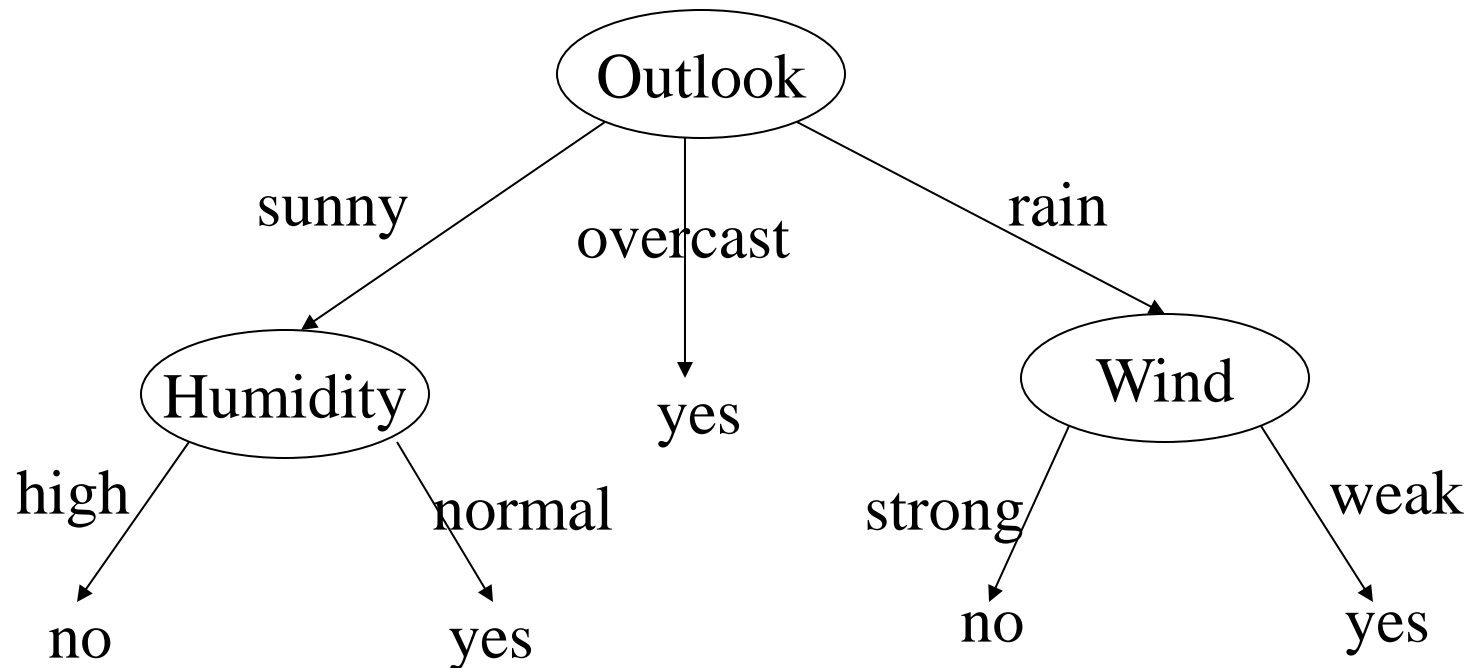 Outlook
sunny
overcast
rain
Humidity
yes
Wind
high
normal
strong
weak
no
yes
no
yes